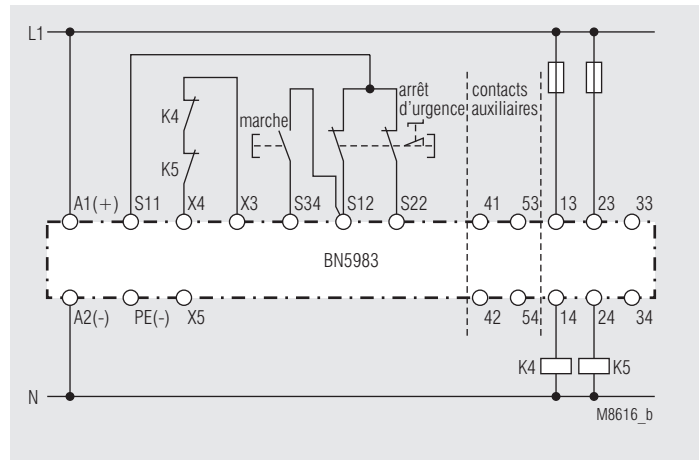 L1
arrêt
d'urgence
contacts
auxiliaires
marche
K4
K5
A1(+) S11 X4 X3 S34 S12 S22 41 53 13 23 33
BN5983
A2(-) PE(-) X5 42 54 14 24 34
K4 K5
N
M8616_b